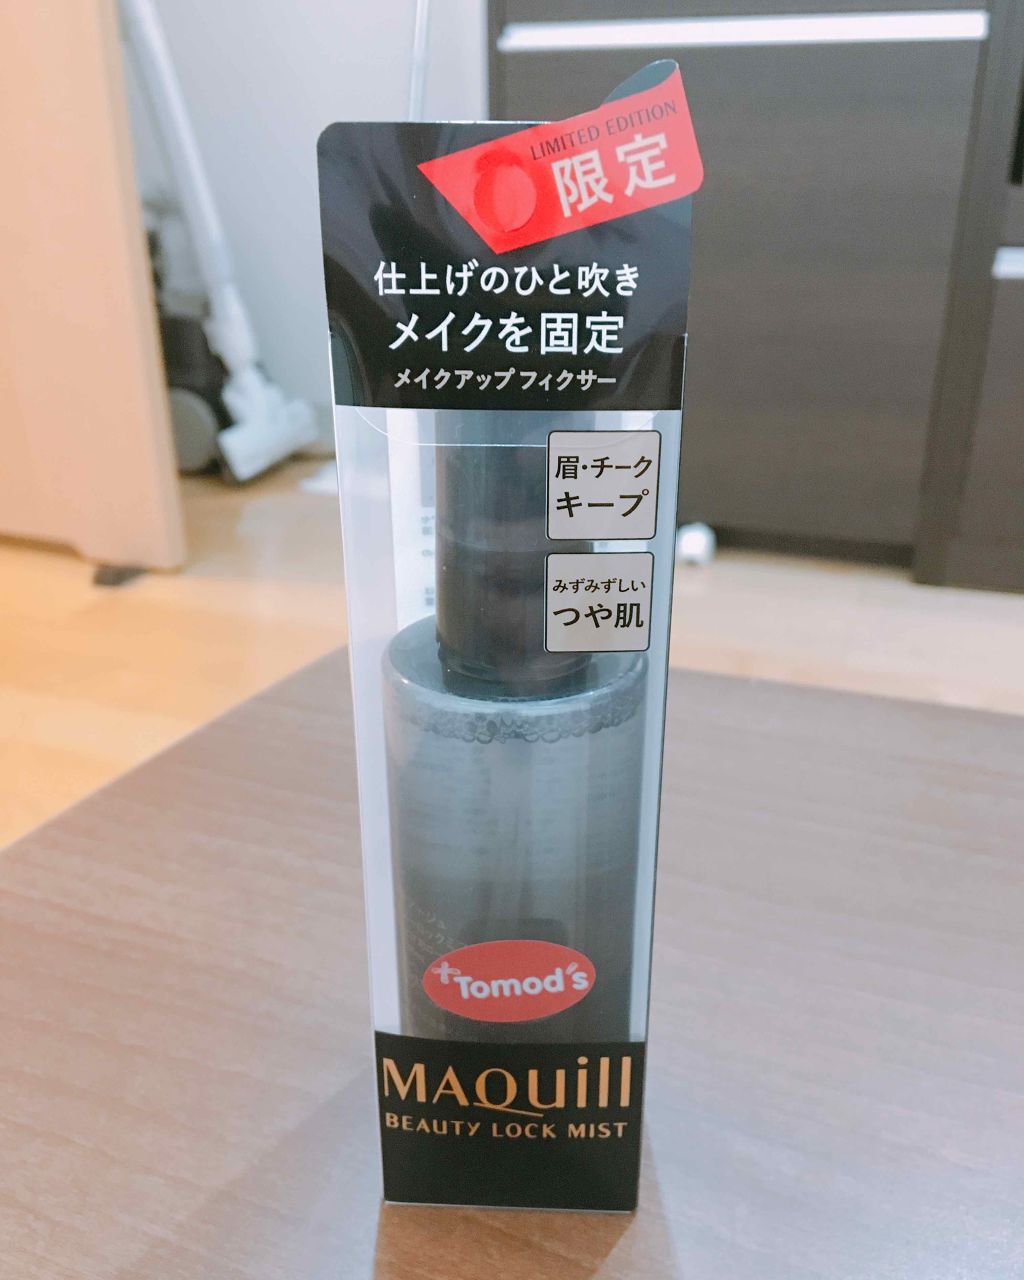 LIMITED EDITION
限定
仕上げのひと吹き
メイクを固定
メイクアップフィクサー
眉・チーク
キープ
みずみずしい
つや肌
Tomod's
MAQuill
BEAUTY LOCK MIST